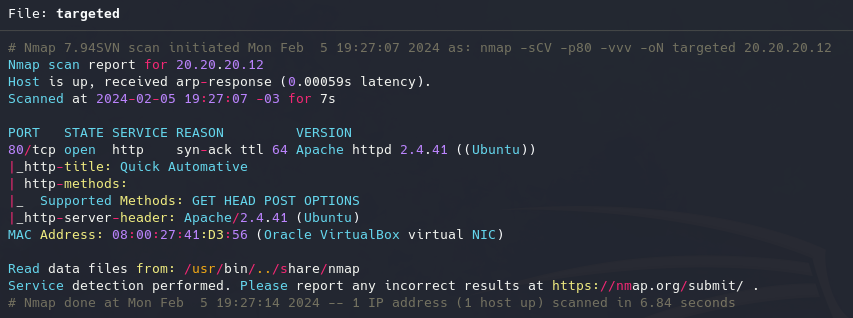 File: targeted
# Nmap 7.94SVN scan initiated Mon Feb  5 19:27:07 2024 as: nmap -sCV -p80 -vvv -oN targeted 20.20.20.12
Nmap scan report for 20.20.20.12
Host is up, received arp-response (0.00059s latency).
Scanned at 2024-02-05 19:27:07 -03 for 7s
PORT   STATE SERVICE REASON         VERSION
80/tcp open  http    syn-ack ttl 64 Apache httpd 2.4.41 ((Ubuntu))
|_http-title: Quick Automative
| http-methods:
|_  Supported Methods: GET HEAD POST OPTIONS
|_http-server-header: Apache/2.4.41 (Ubuntu)
MAC Address: 08:00:27:41:D3:56 (Oracle VirtualBox virtual NIC)
Read data files from: /usr/bin/../share/nmap
Service detection performed. Please report any incorrect results at https://nmap.org/submit/ .
# Nmap done at Mon Feb  5 19:27:14 2024 -- 1 IP address (1 host up) scanned in 6.84 seconds